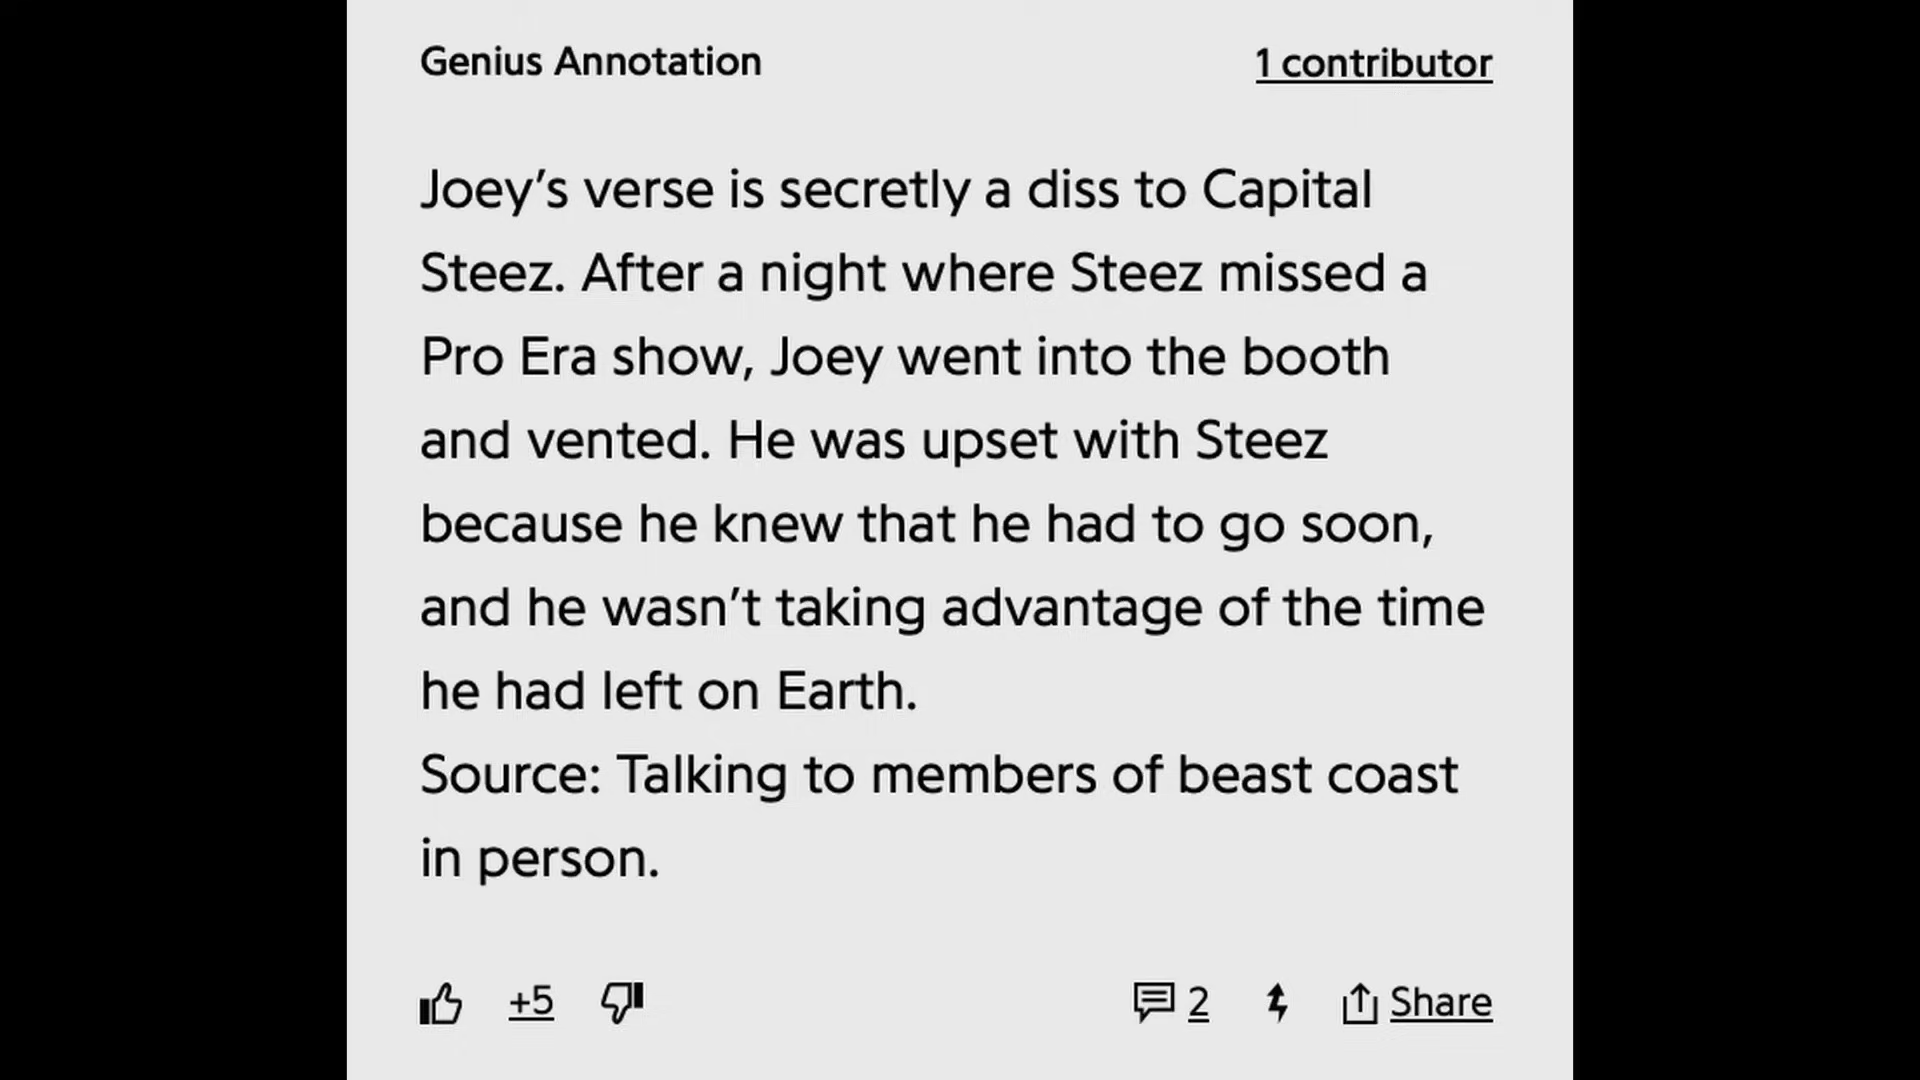 Genius Annotation 1 contributor
Joey’s verse is secretly a diss to Capital
Steez. After a night where Steez missed a
Pro Era show, Joey went into the booth
and vented. He was upset with Steez
because he knew that he had to go soon,
and he wasn’t taking advantage of the time
he had left on Earth.
Source: Talking to members of beast coast
in person.
+5 2 Share